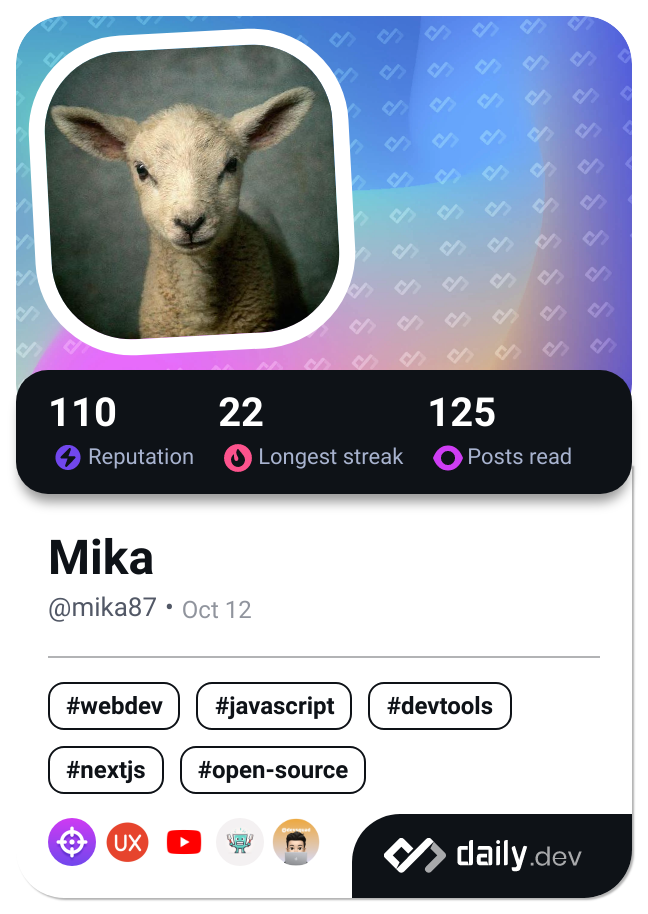 110 22 125
Reputation Longest streak Posts read
Mika
@mika87 • Oct 12
#webdev #javascript #devtools
#nextjs #open-source
UX
daily.dev